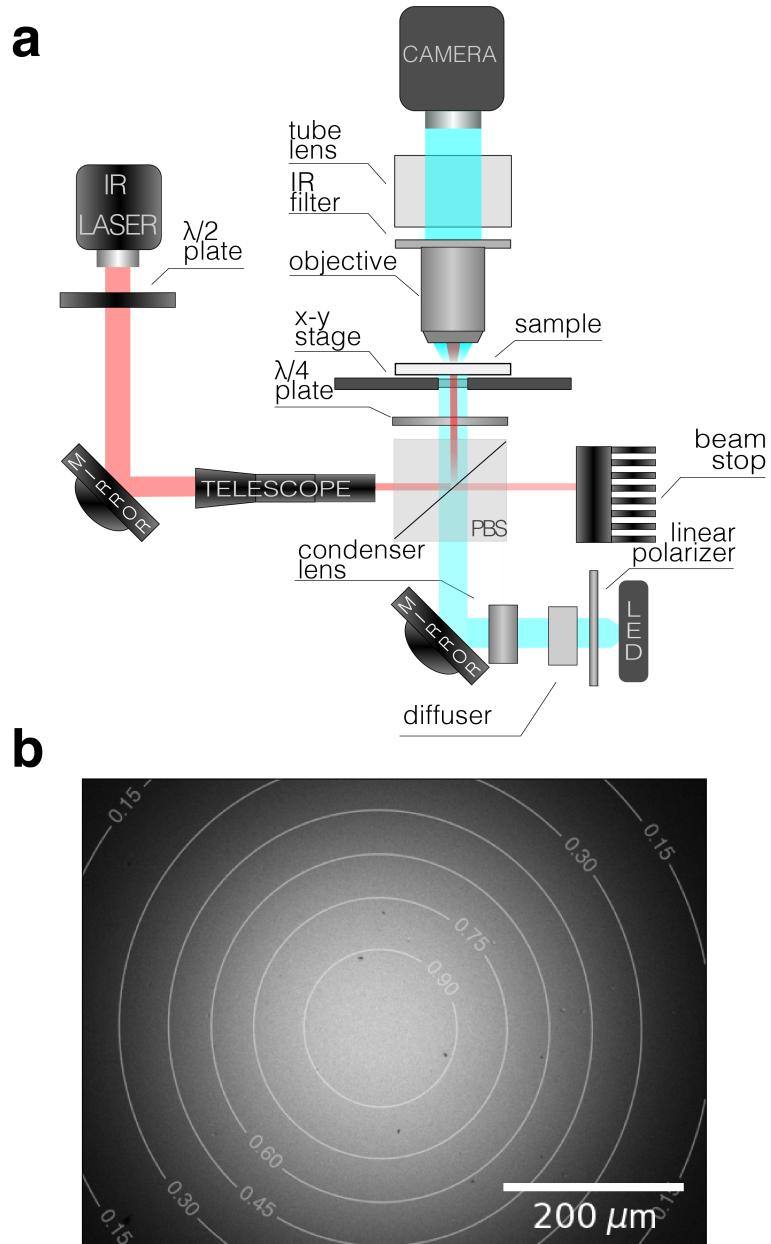 a
CAMERA
tube
lens
IR
filter
IR
LASER
λ/2
plate
objective
x-y
stage
sample
λ/4
plate
MIRROR
TELESCOPE
PBS
beam
stop
linear
polarizer
condenser
lens
MIRROR
LED
diffuser
b
0.15
0.30
0.15
0.75
0.90
0.60
0.30
0.45
0.15
0.15
200 μm